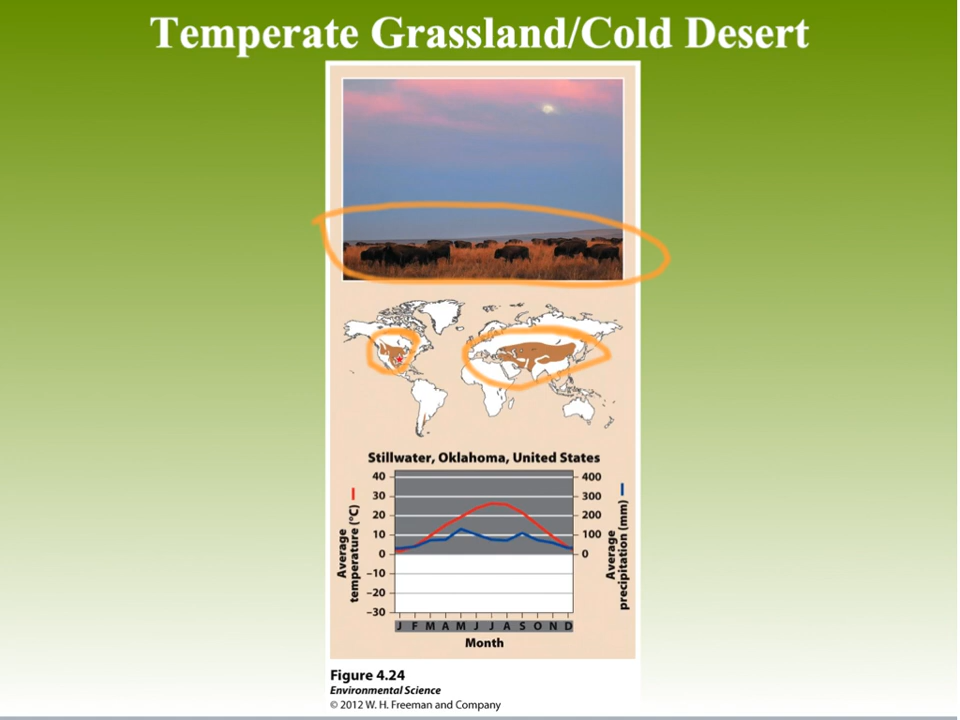 Temperate Grassland/Cold Desert
Stillwater, Oklahoma, United States
40
30
20
10
0
–10
–20
–30
Average
temperature (°C)
400
300
200
100
0
Average
precipitation (mm)
J F M A M J J A S O N D
Month
Figure 4.24
Environmental Science
© 2012 W. H. Freeman and Company